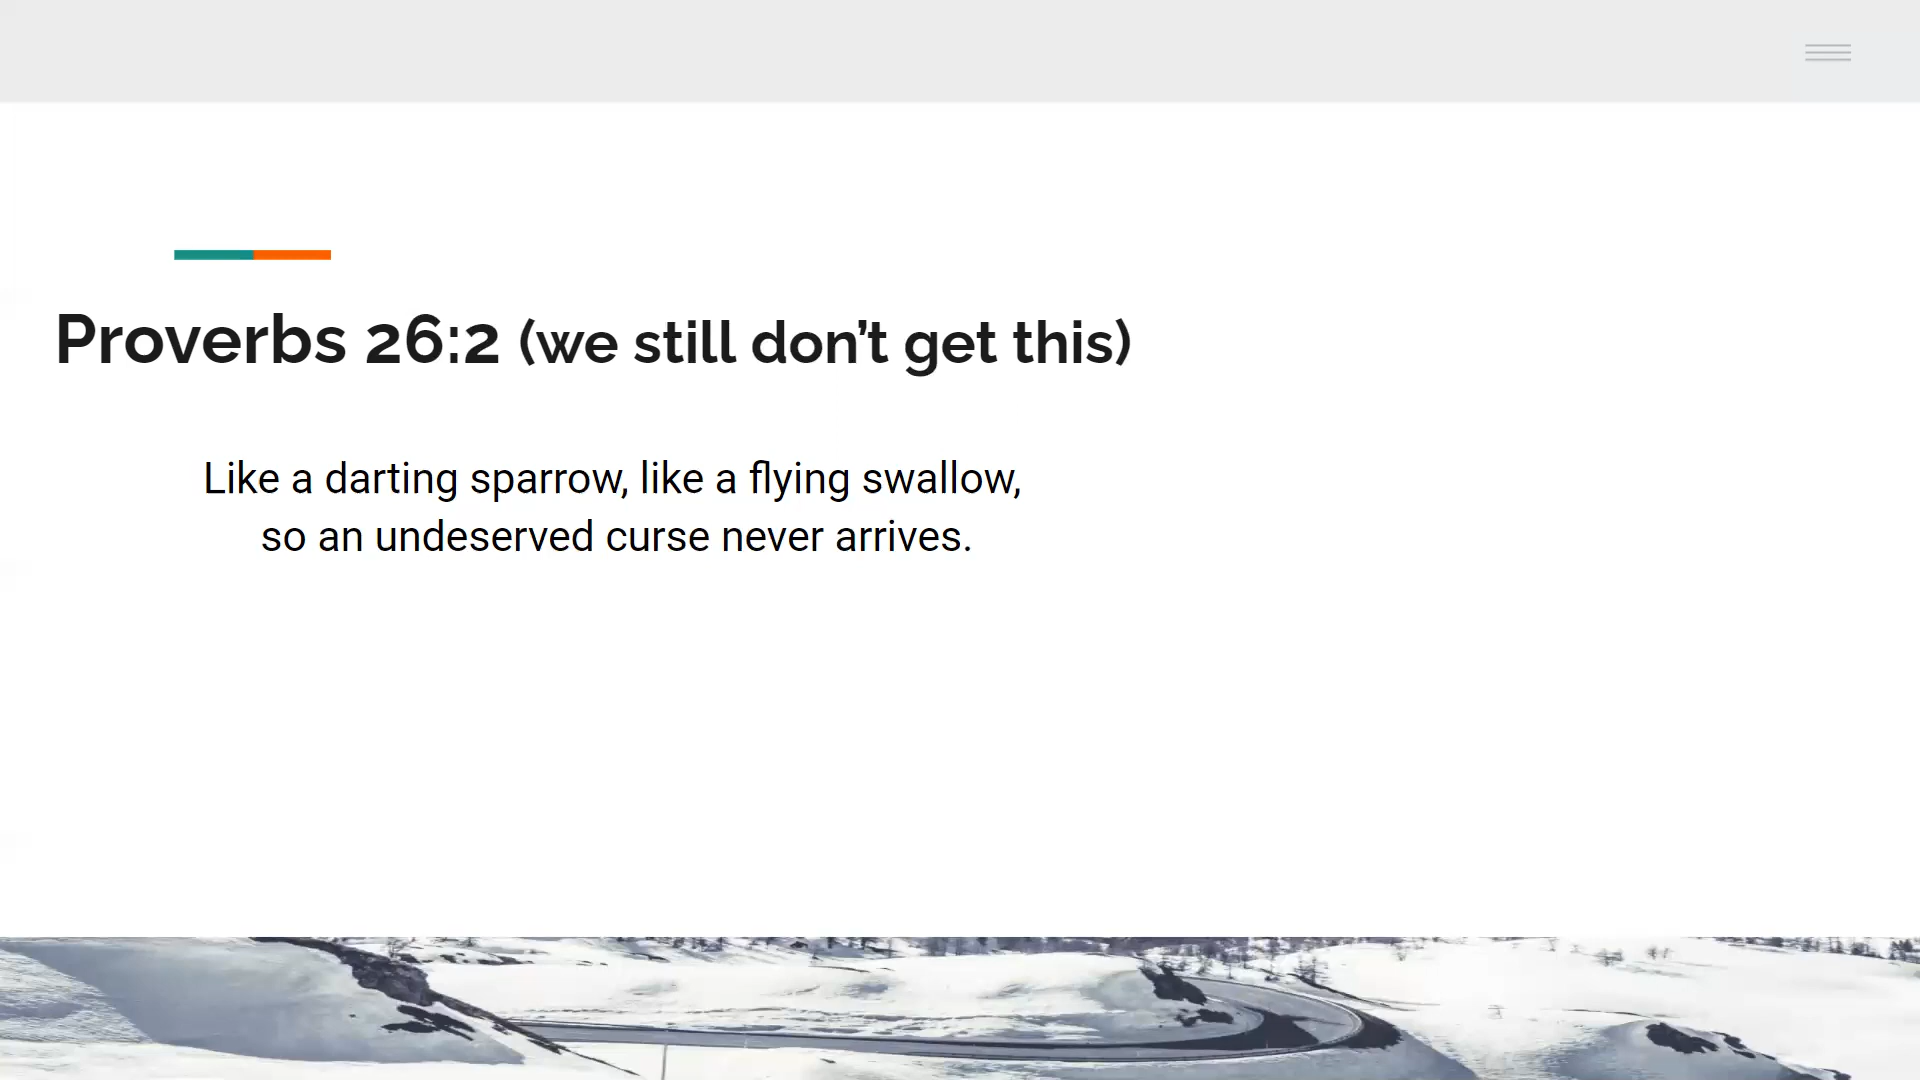 Proverbs 26:2 (we still don’t get this)
Like a darting sparrow, like a flying swallow,
so an undeserved curse never arrives.